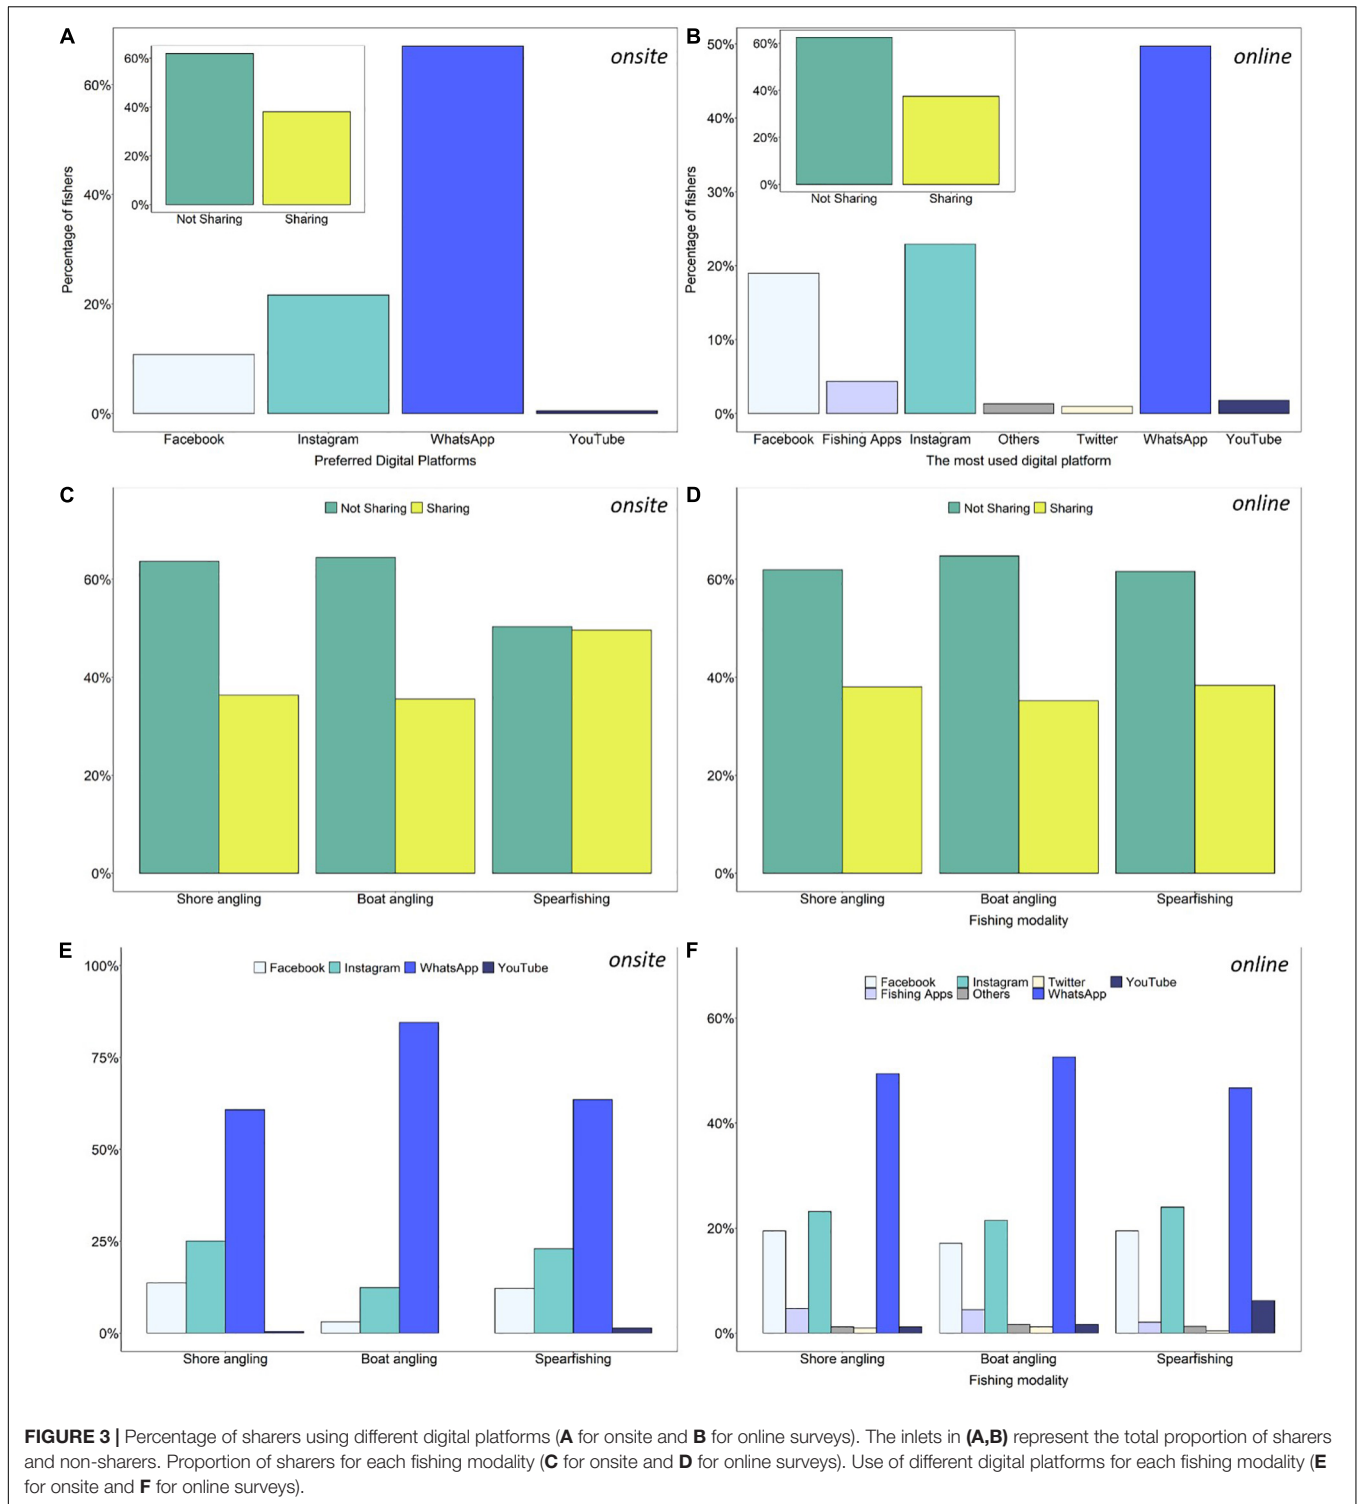 A
onsite
60%
40%
20%
0%
Not Sharing
Sharing
Percentage of fishers
60%
40%
20%
0%
Facebook
Instagram
WhatsApp
YouTube
Preferred Digital Platforms
B
online
60%
40%
20%
0%
Not Sharing
Sharing
Percentage of fishers
50%
40%
30%
20%
10%
0%
Facebook
Fishing Apps
Instagram
Others
Twitter
WhatsApp
YouTube
The most used digital platform
C
Not Sharing
Sharing
onsite
60%
40%
20%
0%
Shore angling
Boat angling
Spearfishing
D
Not Sharing
Sharing
online
60%
40%
20%
0%
Shore angling
Boat angling
Spearfishing
Fishing modality
E
Facebook
Instagram
WhatsApp
YouTube
onsite
100%
75%
50%
25%
0%
Shore angling
Boat angling
Spearfishing
F
online
Facebook
Instagram
Twitter
YouTube
Fishing Apps
Others
WhatsApp
60%
40%
20%
0%
Shore angling
Boat angling
Spearfishing
Fishing modality
FIGURE 3 | Percentage of sharers using different digital platforms (A for onsite and B for online surveys). The inlets in (A,B) represent the total proportion of sharers
and non-sharers. Proportion of sharers for each fishing modality (C for onsite and D for online surveys). Use of different digital platforms for each fishing modality (E
for onsite and F for online surveys).